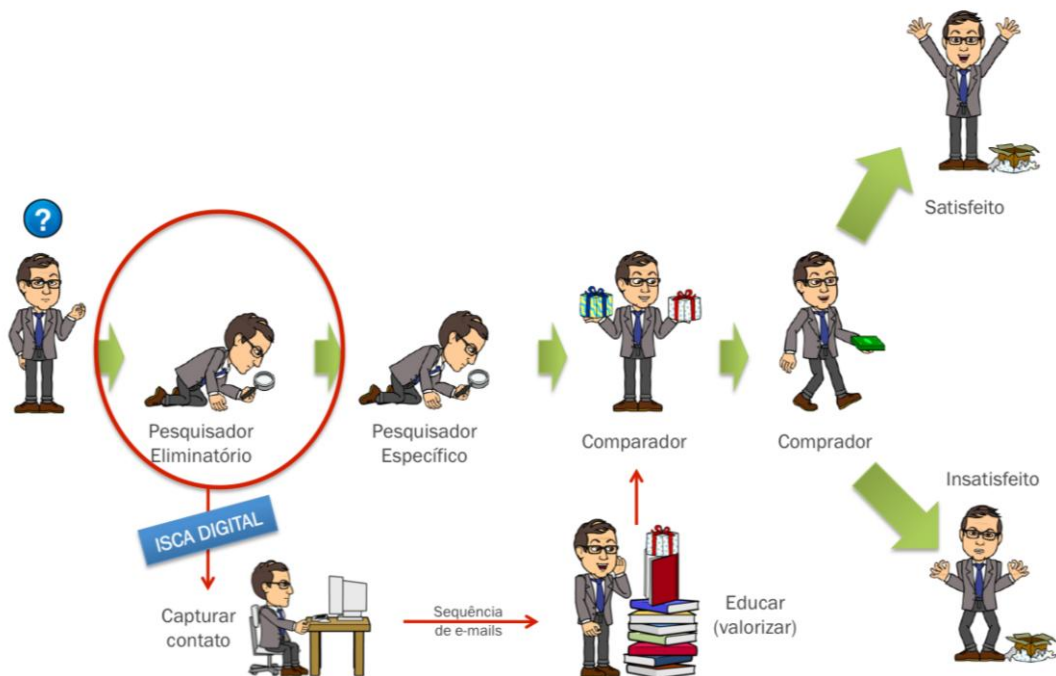 ?
Satisfeito
Pesquisador
Eliminatório
Pesquisador
Específico
Comparador
Comprador
Insatisfeito
ISCA DIGITAL
Capturar
contato
Sequência
de e-mails
Educar
(valorizar)